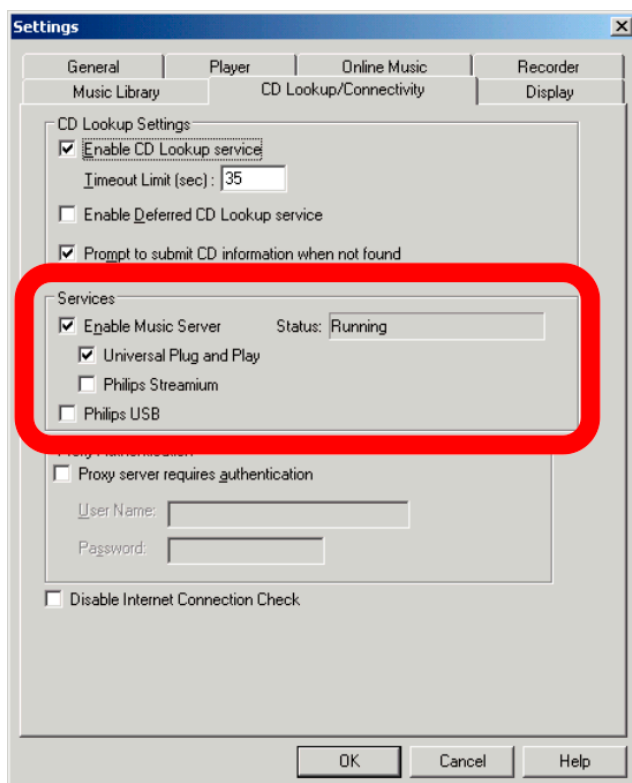 Settings
General Player Online Music Recorder
Music Library CD Lookup/Connectivity Display
CD Lookup Settings
Enable CD Lookup service
Timeout Limit (sec) : 35
Enable Deferred CD Lookup service
Prompt to submit CD information when not found
Services
Enable Music Server Status: Running
Universal Plug and Play
Philips Streamium
Philips USB
Proxy Authentication
Proxy server requires authentication
User Name:
Password:
Disable Internet Connection Check
OK Cancel Help